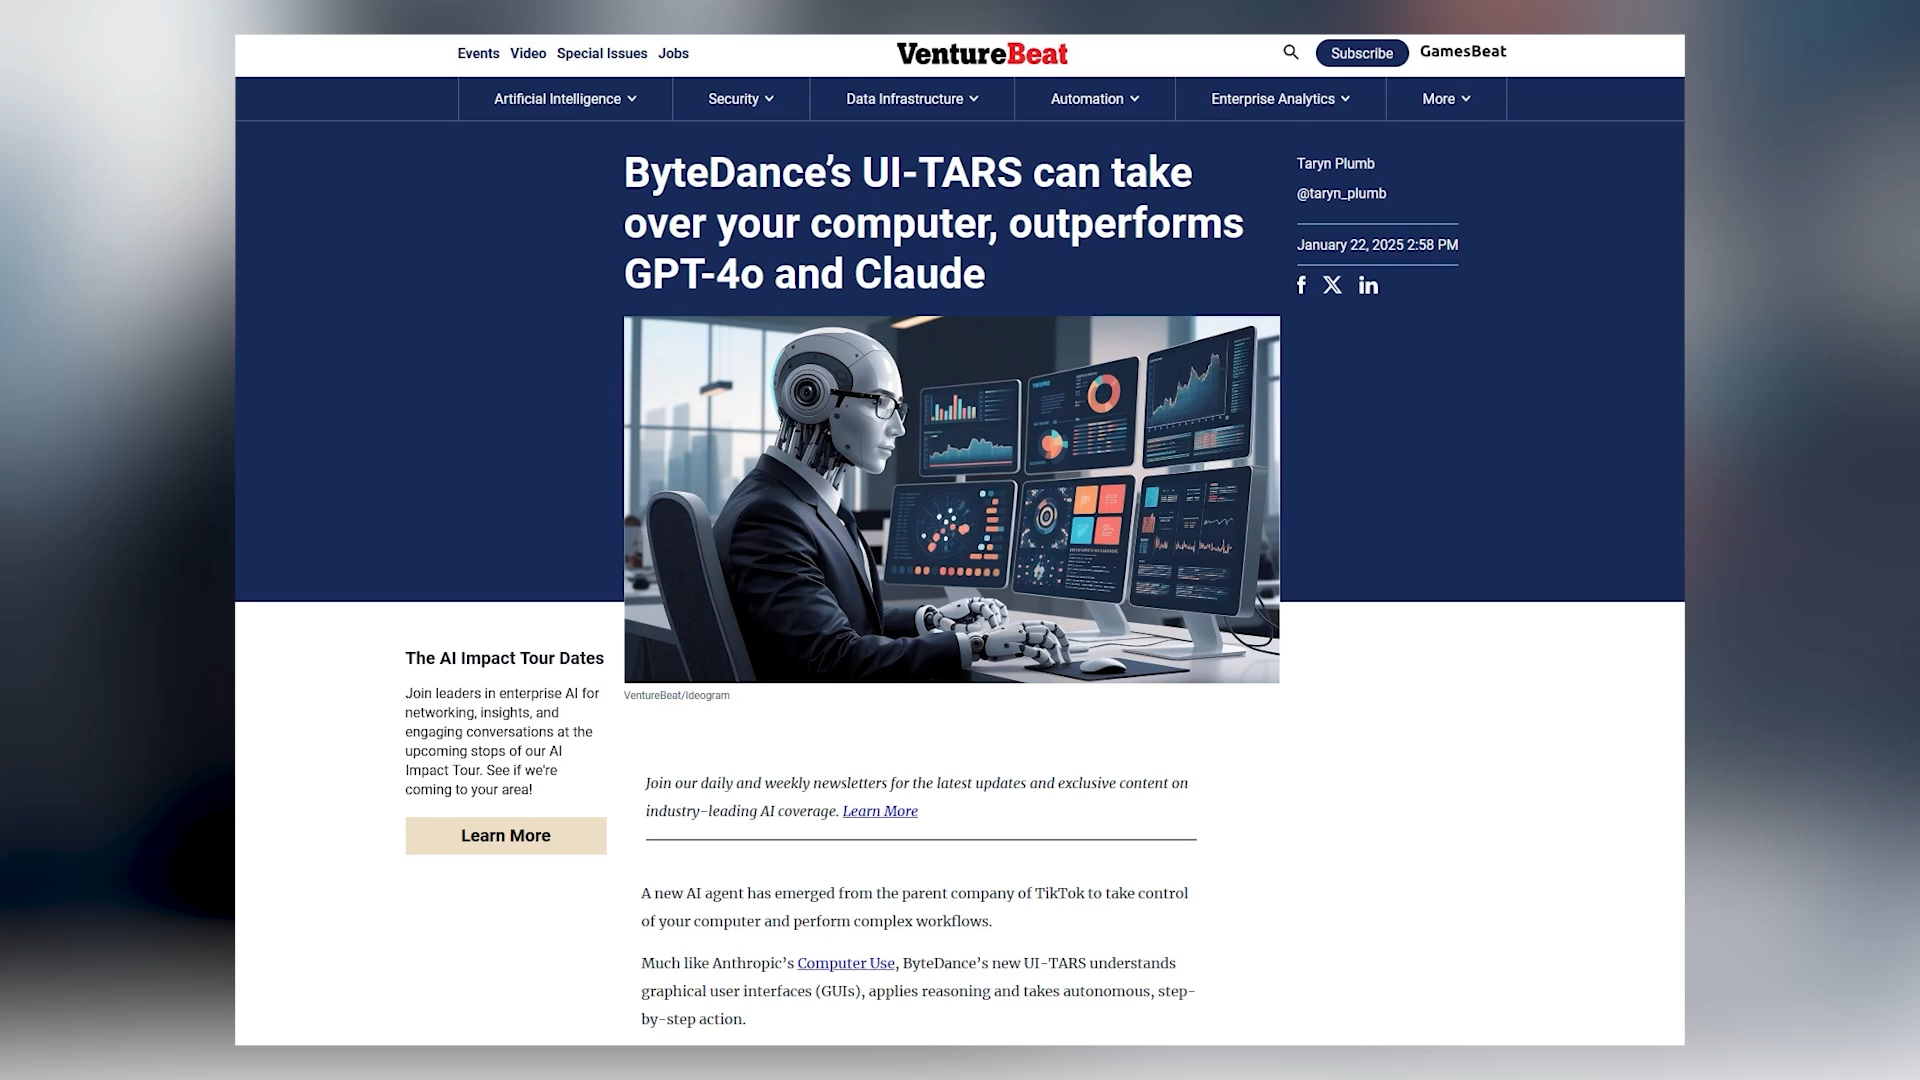 Events Video Special Issues Jobs
VentureBeat
Subscribe
GamesBeat
Artificial Intelligence
Security
Data Infrastructure
Automation
Enterprise Analytics
More
ByteDance’s UI-TARS can take
over your computer, outperforms
GPT-4o and Claude
Taryn Plumb
@taryn_plumb
January 22, 2025 2:58 PM
VentureBeat/Ideogram
The AI Impact Tour Dates
Join leaders in enterprise AI for
networking, insights, and
engaging conversations at the
upcoming stops of our AI
Impact Tour. See if we're
coming to your area!
Learn More
Join our daily and weekly newsletters for the latest updates and exclusive content on
industry-leading AI coverage. Learn More
A new AI agent has emerged from the parent company of TikTok to take control
of your computer and perform complex workflows.
Much like Anthropic’s Computer Use, ByteDance’s new UI-TARS understands
graphical user interfaces (GUIs), applies reasoning and takes autonomous, step-
by-step action.